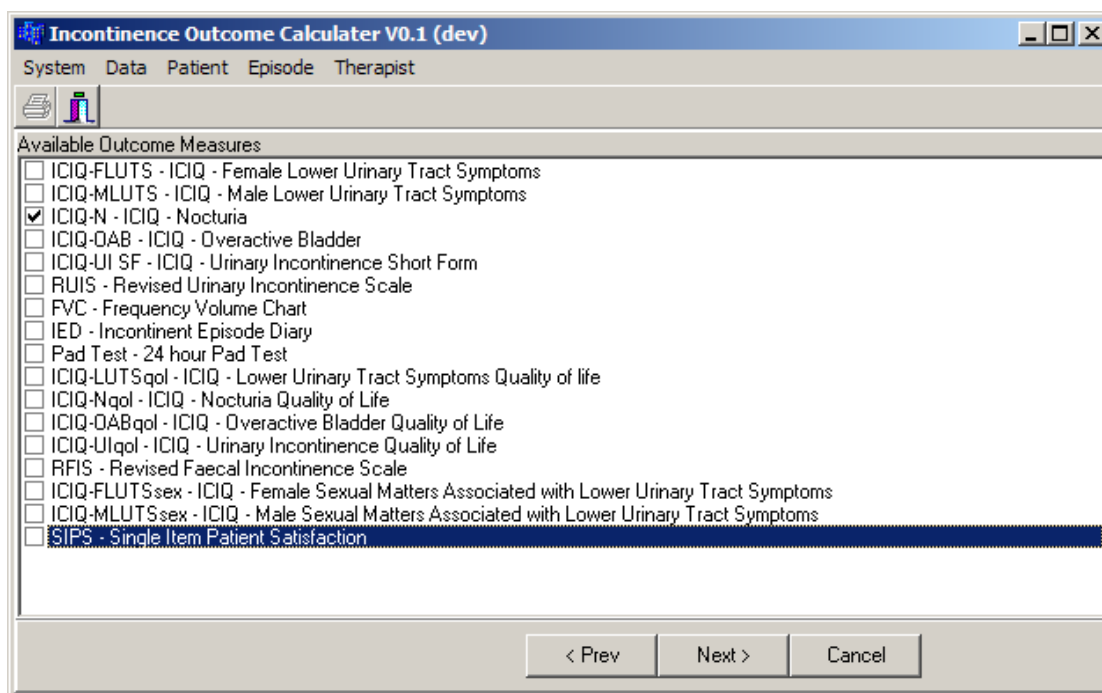 Incontinence Outcome Calculater V0.1 (dev)
System Data Patient Episode Therapist
Available Outcome Measures
ICIQ-FLUTS - ICIQ - Female Lower Urinary Tract Symptoms
ICIQ-MLUTS - ICIQ - Male Lower Urinary Tract Symptoms
ICIQ-N - ICIQ - Nocturia
ICIQ-OAB - ICIQ - Overactive Bladder
ICIQ-UI SF - ICIQ - Urinary Incontinence Short Form
RUIS - Revised Urinary Incontinence Scale
FVC - Frequency Volume Chart
IED - Incontinent Episode Diary
Pad Test - 24 hour Pad Test
ICIQ-LUTSqol - ICIQ - Lower Urinary Tract Symptoms Quality of life
ICIQ-Nqol - ICIQ - Nocturia Quality of Life
ICIQ-OABqol - ICIQ - Overactive Bladder Quality of Life
ICIQ-UIqol - ICIQ - Urinary Incontinence Quality of Life
RFIS - Revised Faecal Incontinence Scale
ICIQ-FLUTSsex - ICIQ - Female Sexual Matters Associated with Lower Urinary Tract Symptoms
ICIQ-MLUTSsex - ICIQ - Male Sexual Matters Associated with Lower Urinary Tract Symptoms
SIPS - Single Item Patient Satisfaction
< Prev Next > Cancel